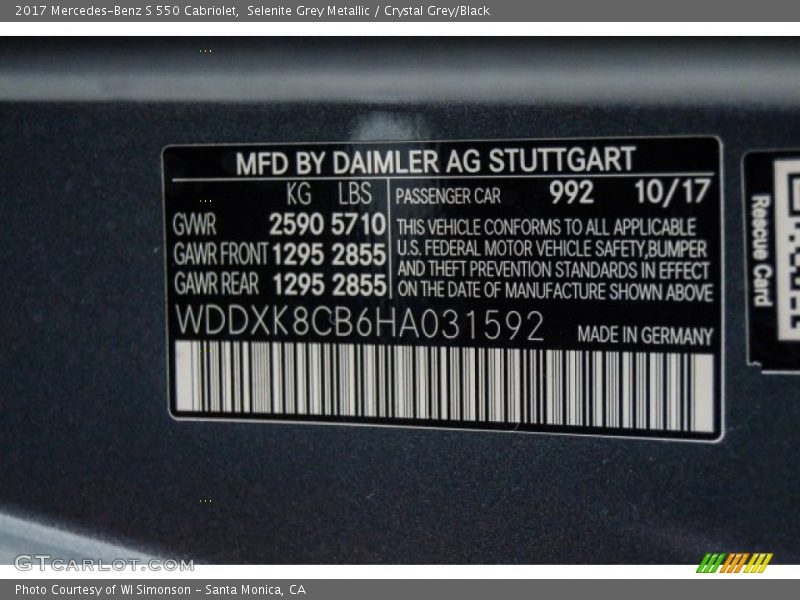 2017 Mercedes-Benz S 550 Cabriolet, Selenite Grey Metallic / Crystal Grey/Black
MFD BY DAIMLER AG STUTTGART
KG LBS
GWR 2590 5710
GAWR FRONT 1295 2855
GAWR REAR 1295 2855
PASSENGER CAR 992 10/17
THIS VEHICLE CONFORMS TO ALL APPLICABLE
U.S. FEDERAL MOTOR VEHICLE SAFETY,BUMPER
AND THEFT PREVENTION STANDARDS IN EFFECT
ON THE DATE OF MANUFACTURE SHOWN ABOVE
WDDXK8CB6HA031592 MADE IN GERMANY
Rescue Card
GTCARLOT.COM
Photo Courtesy of WI Simonson - Santa Monica, CA